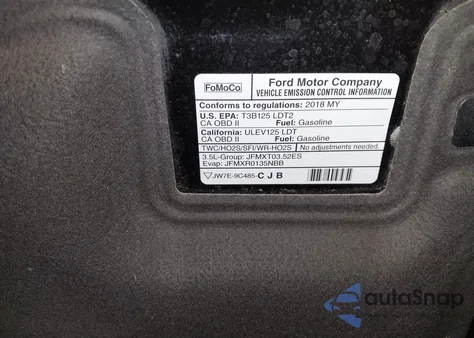 FoMoCo
Ford Motor Company
VEHICLE EMISSION CONTROL INFORMATION
Conforms to regulations: 2018 MY
U.S. EPA: T3B125 LDT2
CA OBD II Fuel: Gasoline
California: ULEV125 LDT
CA OBD II Fuel: Gasoline
TWC/HO2S/SFI/WR-HO2S No adjustments needed.
3.5L-Group: JFMXT03.52ES
Evap: JFMXR0135NBB
JW7E-9C485-CJB
autoSnap